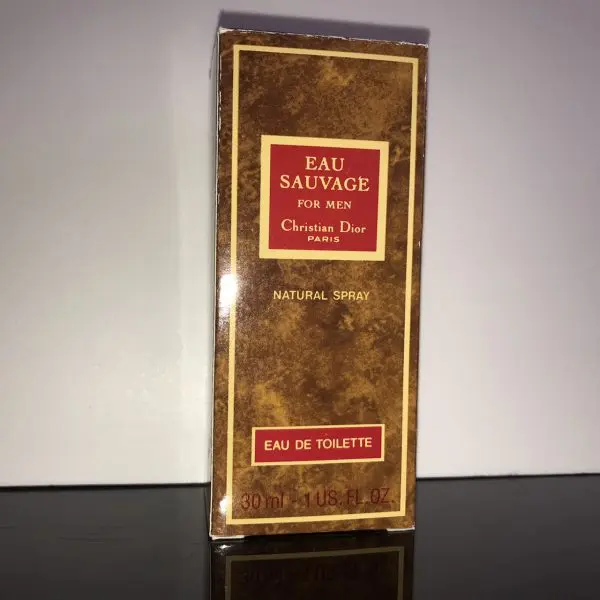 EAU
SAUVAGE
FOR MEN
Christian Dior
PARIS
NATURAL SPRAY
EAU DE TOILETTE
30 ml - 1 US. FL. OZ.